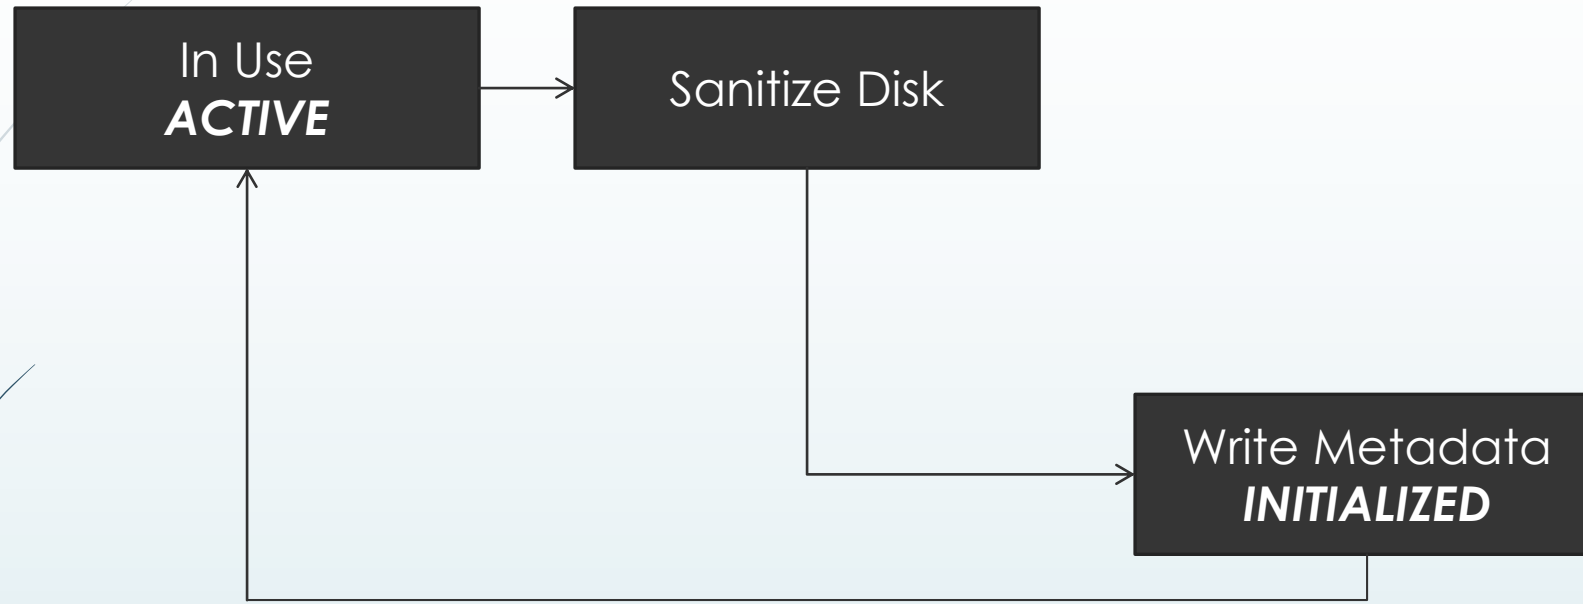 In Use
ACTIVE
Sanitize Disk
Write Metadata
INITIALIZED